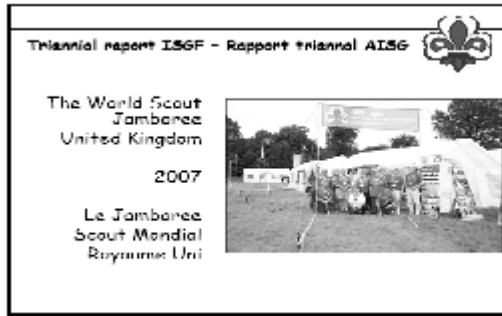 Triennial report ISGF - Rapport triennal AISG
The World Scout
Jamboree
United Kingdom
2007
Le Jamboree
Scout Mondial
Royaume Uni